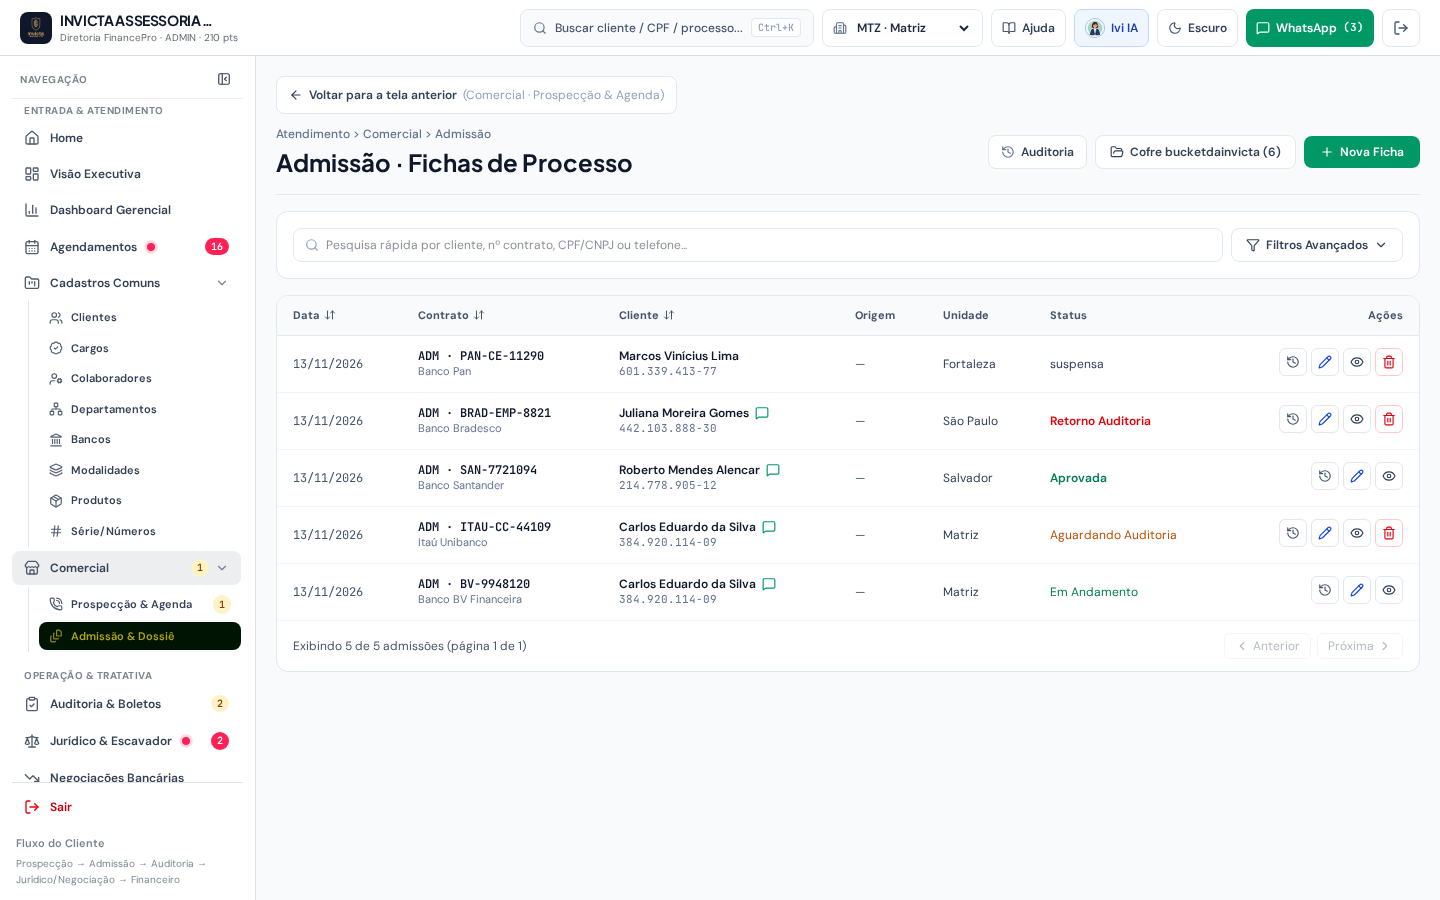 INVICTA ASSESSORIA ...
Diretoria FinancePro · ADMIN · 210 pts
Buscar cliente / CPF / processo... Ctrl+K
MTZ · Matriz
Ajuda
Ivi IA
Escuro
WhatsApp (3)
NAVEGAÇÃO
ENTRADA & ATENDIMENTO
Home
Visão Executiva
Dashboard Gerencial
Agendamentos 16
Cadastros Comuns
Clientes
Cargos
Colaboradores
Departamentos
Bancos
Modalidades
Produtos
Série/Números
Comercial 1
Prospecção & Agenda 1
Admissão & Dossiê
OPERAÇÃO & TRATATIVA
Auditoria & Boletos 2
Jurídico & Escavador 2
Negociações Bancárias
Sair
Fluxo do Cliente
Prospecção → Admissão → Auditoria →
Jurídico/Negociação → Financeiro
Voltar para a tela anterior (Comercial · Prospecção & Agenda)
Atendimento > Comercial > Admissão
Admissão · Fichas de Processo
Auditoria
Cofre bucketdainvicta (6)
Nova Ficha
Pesquisa rápida por cliente, nº contrato, CPF/CNPJ ou telefone...
Filtros Avançados
Data Contrato Cliente Origem Unidade Status Ações
13/11/2026 ADM · PAN-CE-11290 Marcos Vinícius Lima — Fortaleza suspensa
Banco Pan 601.339.413-77
13/11/2026 ADM · BRAD-EMP-8821 Juliana Moreira Gomes — São Paulo Retorno Auditoria
Banco Bradesco 442.103.888-30
13/11/2026 ADM · SAN-7721094 Roberto Mendes Alencar — Salvador Aprovada
Banco Santander 214.778.905-12
13/11/2026 ADM · ITAU-CC-44109 Carlos Eduardo da Silva — Matriz Aguardando Auditoria
Itaú Unibanco 384.920.114-09
13/11/2026 ADM · BV-9948120 Carlos Eduardo da Silva — Matriz Em Andamento
Banco BV Financeira 384.920.114-09
Exibindo 5 de 5 admissões (página 1 de 1)
Anterior
Próxima